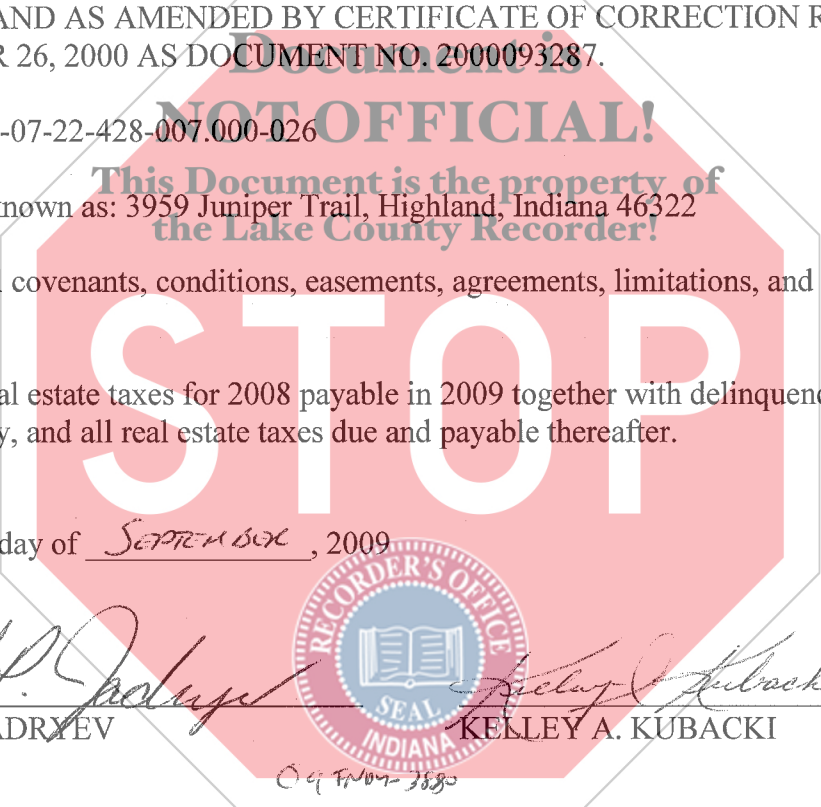 AND AS AMENDED BY CERTIFICATE OF CORRECTION R
R 26, 2000 AS DOCUMENT NO. 2000093287.
Document is
NOT OFFICIAL!
-07-22-428-007.000-026
This Document is the property of
nown as: 3959 Juniper Trail, Highland, Indiana 46322
the Lake County Recorder!
l covenants, conditions, easements, agreements, limitations, and
STOP
al estate taxes for 2008 payable in 2009 together with delinquenc
y, and all real estate taxes due and payable thereafter.
day of SEPTEMBER, 2009
RECORDER'S OFFICE
SEAL
INDIANA
P. Jadryev
Kelley A Kubacki
ADRYEV
KELLEY A. KUBACKI